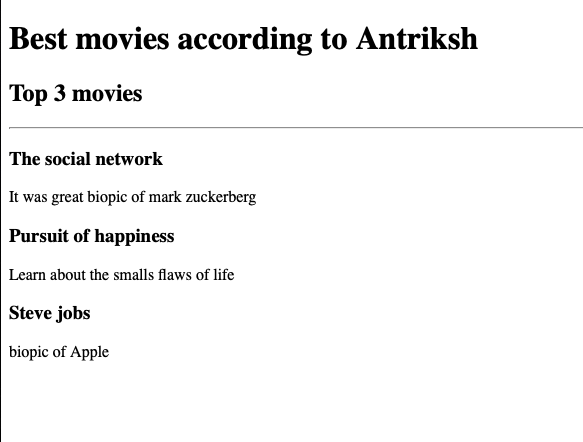 Best movies according to Antriksh
Top 3 movies
The social network
It was great biopic of mark zuckerberg
Pursuit of happiness
Learn about the smalls flaws of life
Steve jobs
biopic of Apple